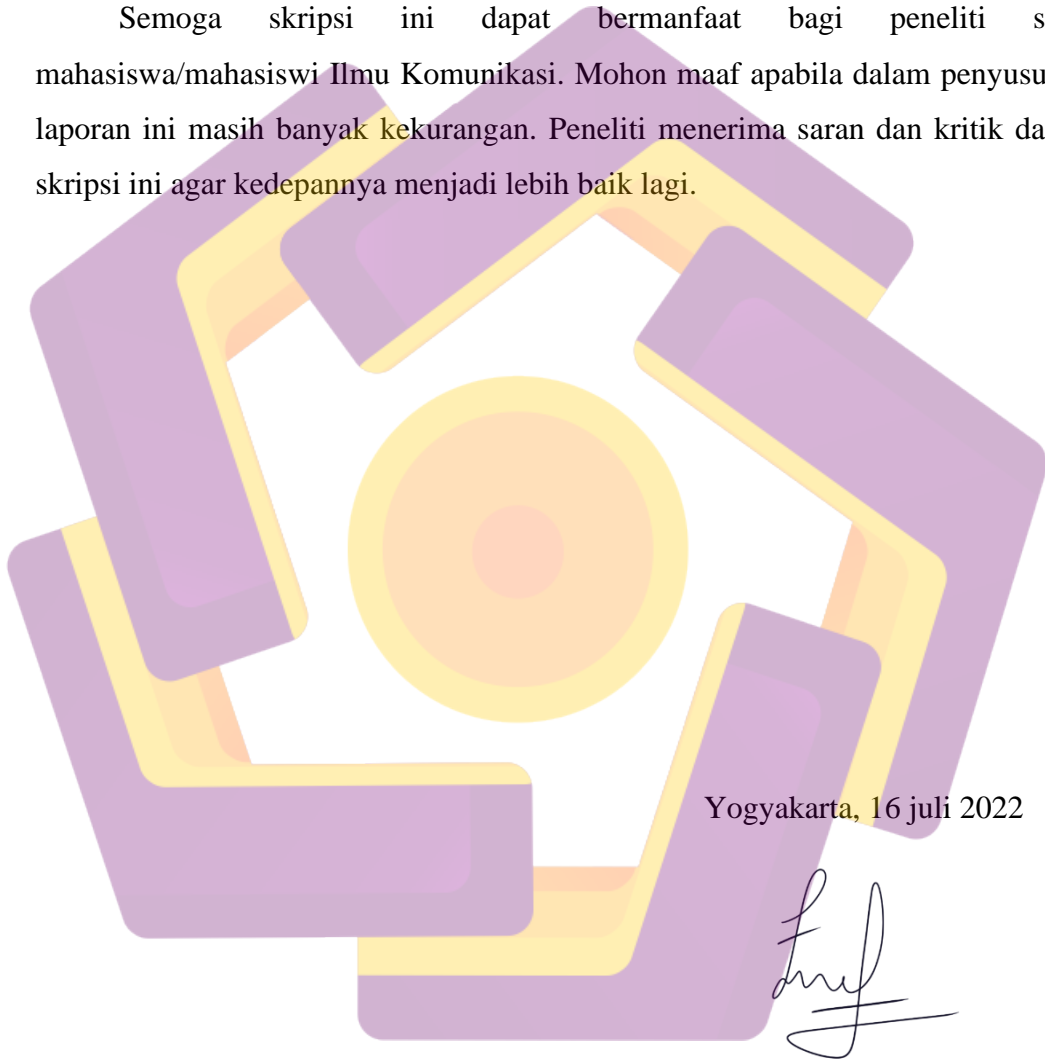 Semoga skripsi ini dapat bermanfaat bagi peneliti s
mahasiswa/mahasiswi Ilmu Komunikasi. Mohon maaf apabila dalam penyusu
laporan ini masih banyak kekurangan. Peneliti menerima saran dan kritik da
skripsi ini agar kedepannya menjadi lebih baik lagi.
Yogyakarta, 16 juli 2022